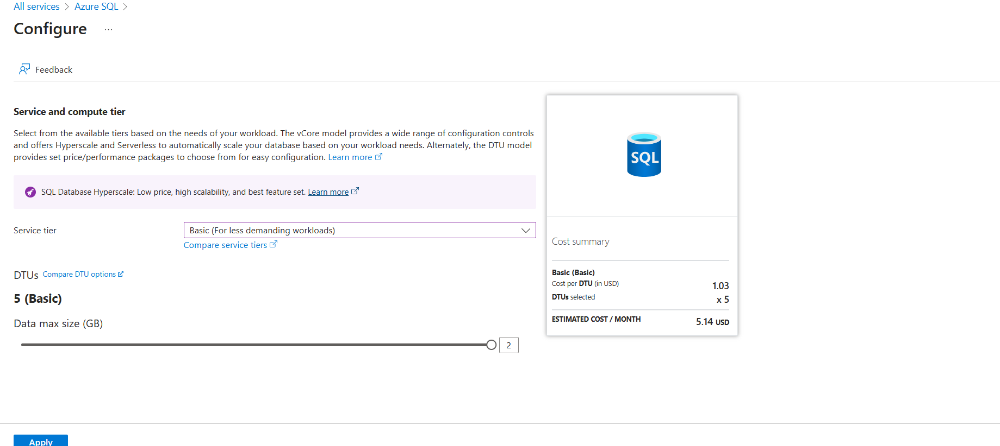 All services > Azure SQL >
Configure ...
Feedback
Service and compute tier
Select from the available tiers based on the needs of your workload. The vCore model provides a wide range of configuration controls
and offers Hyperscale and Serverless to automatically scale your database based on your workload needs. Alternately, the DTU model
provides set price/performance packages to choose from for easy configuration. Learn more
SQL Database Hyperscale: Low price, high scalability, and best feature set. Learn more
Service tier
Basic (For less demanding workloads)
Compare service tiers
DTUs Compare DTU options
5 (Basic)
Data max size (GB)
2
SQL
Cost summary
Basic (Basic)
Cost per DTU (in USD) 1.03
DTUs selected x 5
ESTIMATED COST / MONTH 5.14 USD
Apply